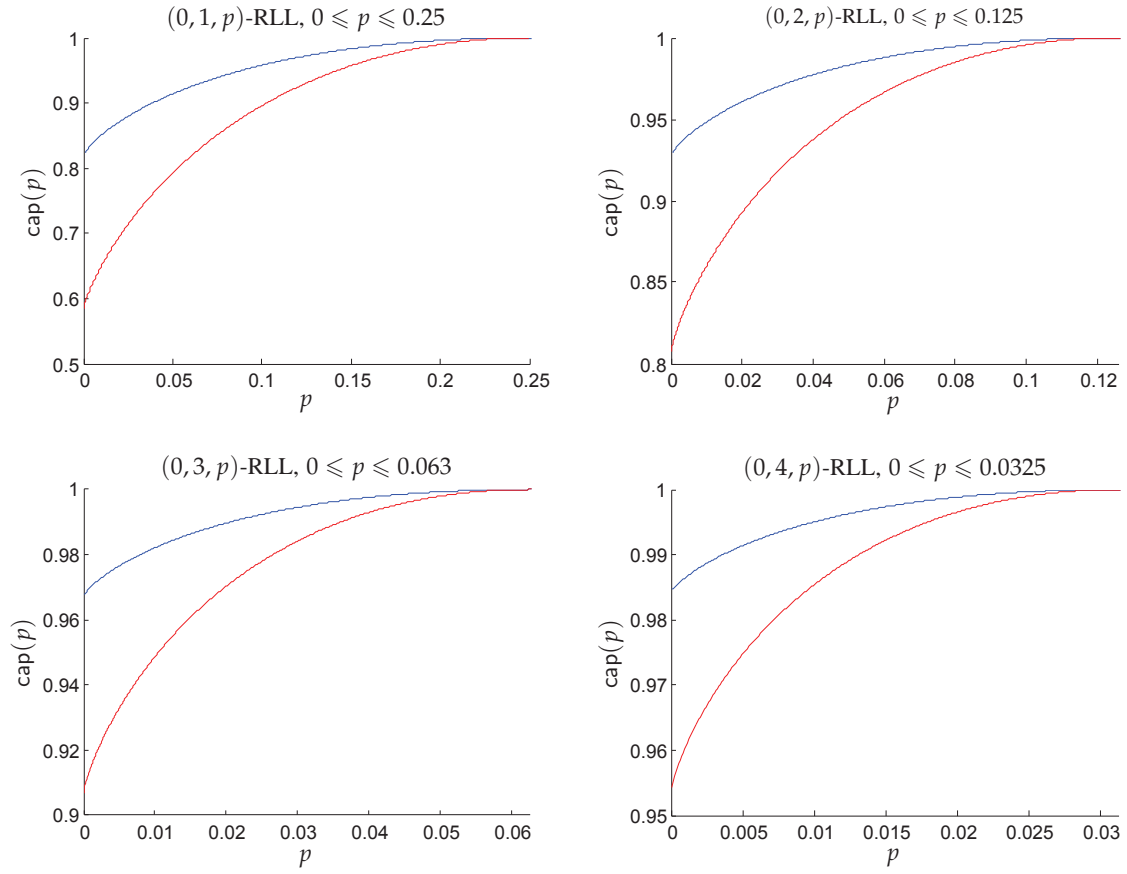 (0, 1, p)-RLL, 0 ⩽ p ⩽ 0.25
1
0.9
0.8
0.7
0.6
0.5
cap(p)
0 0.05 0.1 0.15 0.2 0.25
p
(0, 2, p)-RLL, 0 ⩽ p ⩽ 0.125
1
0.95
0.9
0.85
0.8
cap(p)
0 0.02 0.04 0.06 0.08 0.1 0.12
p
(0, 3, p)-RLL, 0 ⩽ p ⩽ 0.063
1
0.98
0.96
0.94
0.92
0.9
cap(p)
0 0.01 0.02 0.03 0.04 0.05 0.06
p
(0, 4, p)-RLL, 0 ⩽ p ⩽ 0.0325
1
0.99
0.98
0.97
0.96
0.95
cap(p)
0 0.005 0.01 0.015 0.02 0.025 0.03
p